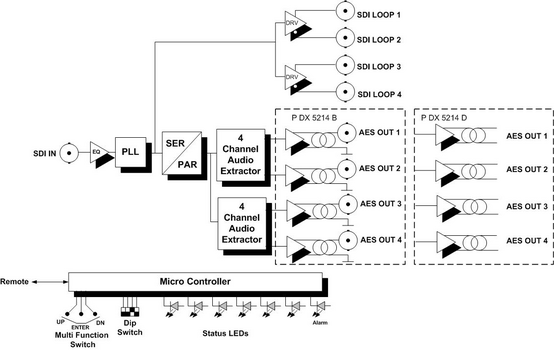 SDI LOOP 1
DRV
SDI LOOP 2
SDI LOOP 3
DRV
SDI LOOP 4
P DX 5214 B
P DX 5214 D
SDI IN
EQ
PLL
SER
PAR
4
Channel
Audio
Extractor
AES OUT 1
AES OUT 2
AES OUT 1
AES OUT 2
4
Channel
Audio
Extractor
AES OUT 3
AES OUT 4
AES OUT 3
AES OUT 4
Remote
Micro Controller
UP
ENTER
DN
Multi Function
Switch
Dip
Switch
Status LEDs
Alarm